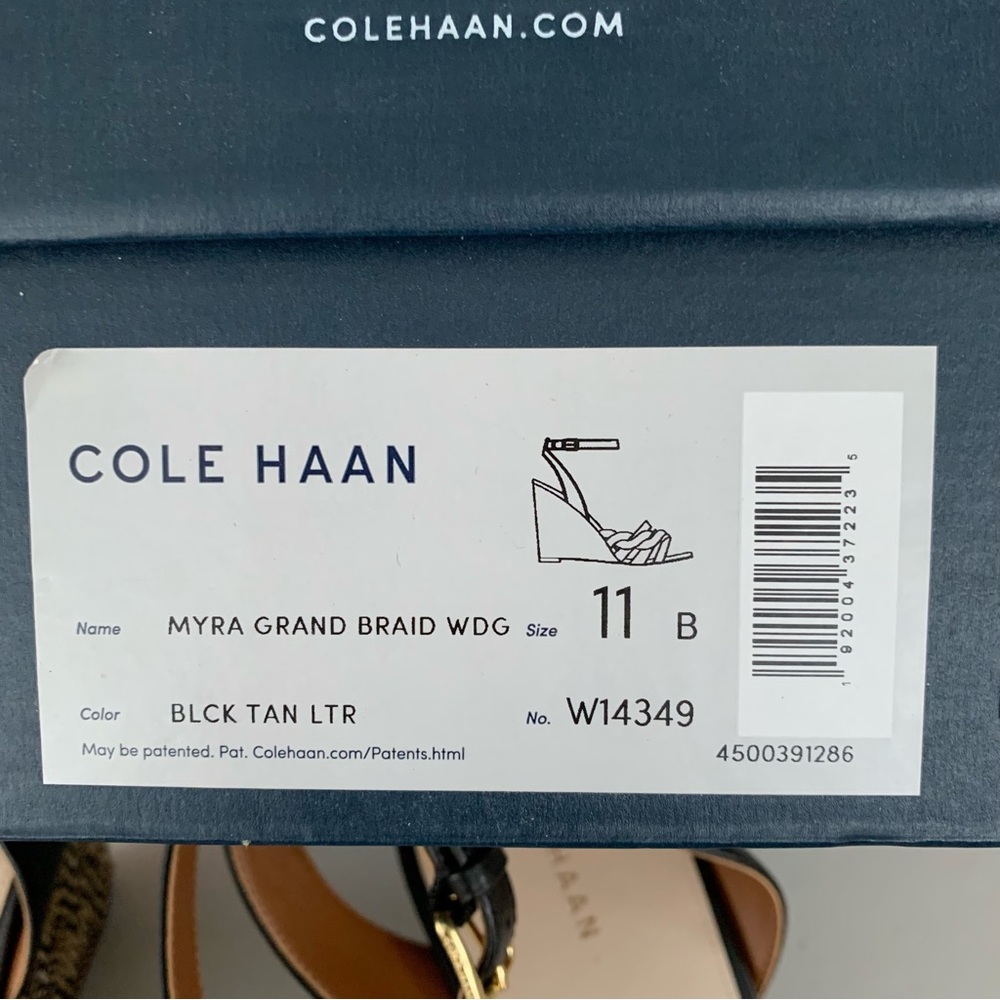 COLEHAAN.COM
COLE HAAN
Name MYRA GRAND BRAID WDG Size 11 B
Color BLCK TAN LTR No. W14349
May be patented. Pat. Colehaan.com/Patents.html
4500391286
1 92004 37223 5
HAAN